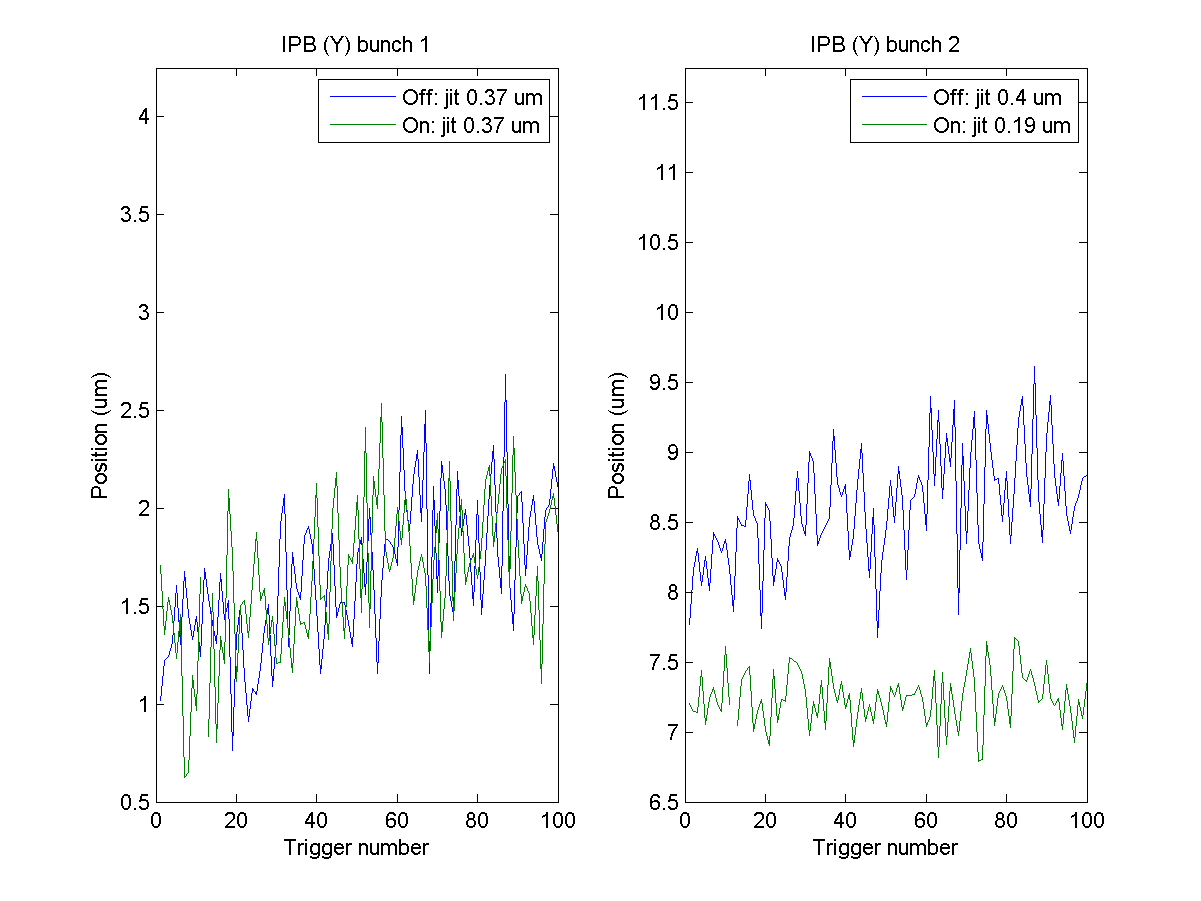 IPB (Y) bunch 1
Off: jit 0.37 um
On: jit 0.37 um
Position (um)
4
3.5
3
2.5
2
1.5
1
0.5
0 20 40 60 80 100
Trigger number
IPB (Y) bunch 2
Off: jit 0.4 um
On: jit 0.19 um
Position (um)
11.5
11
10.5
10
9.5
9
8.5
8
7.5
7
6.5
0 20 40 60 80 100
Trigger number